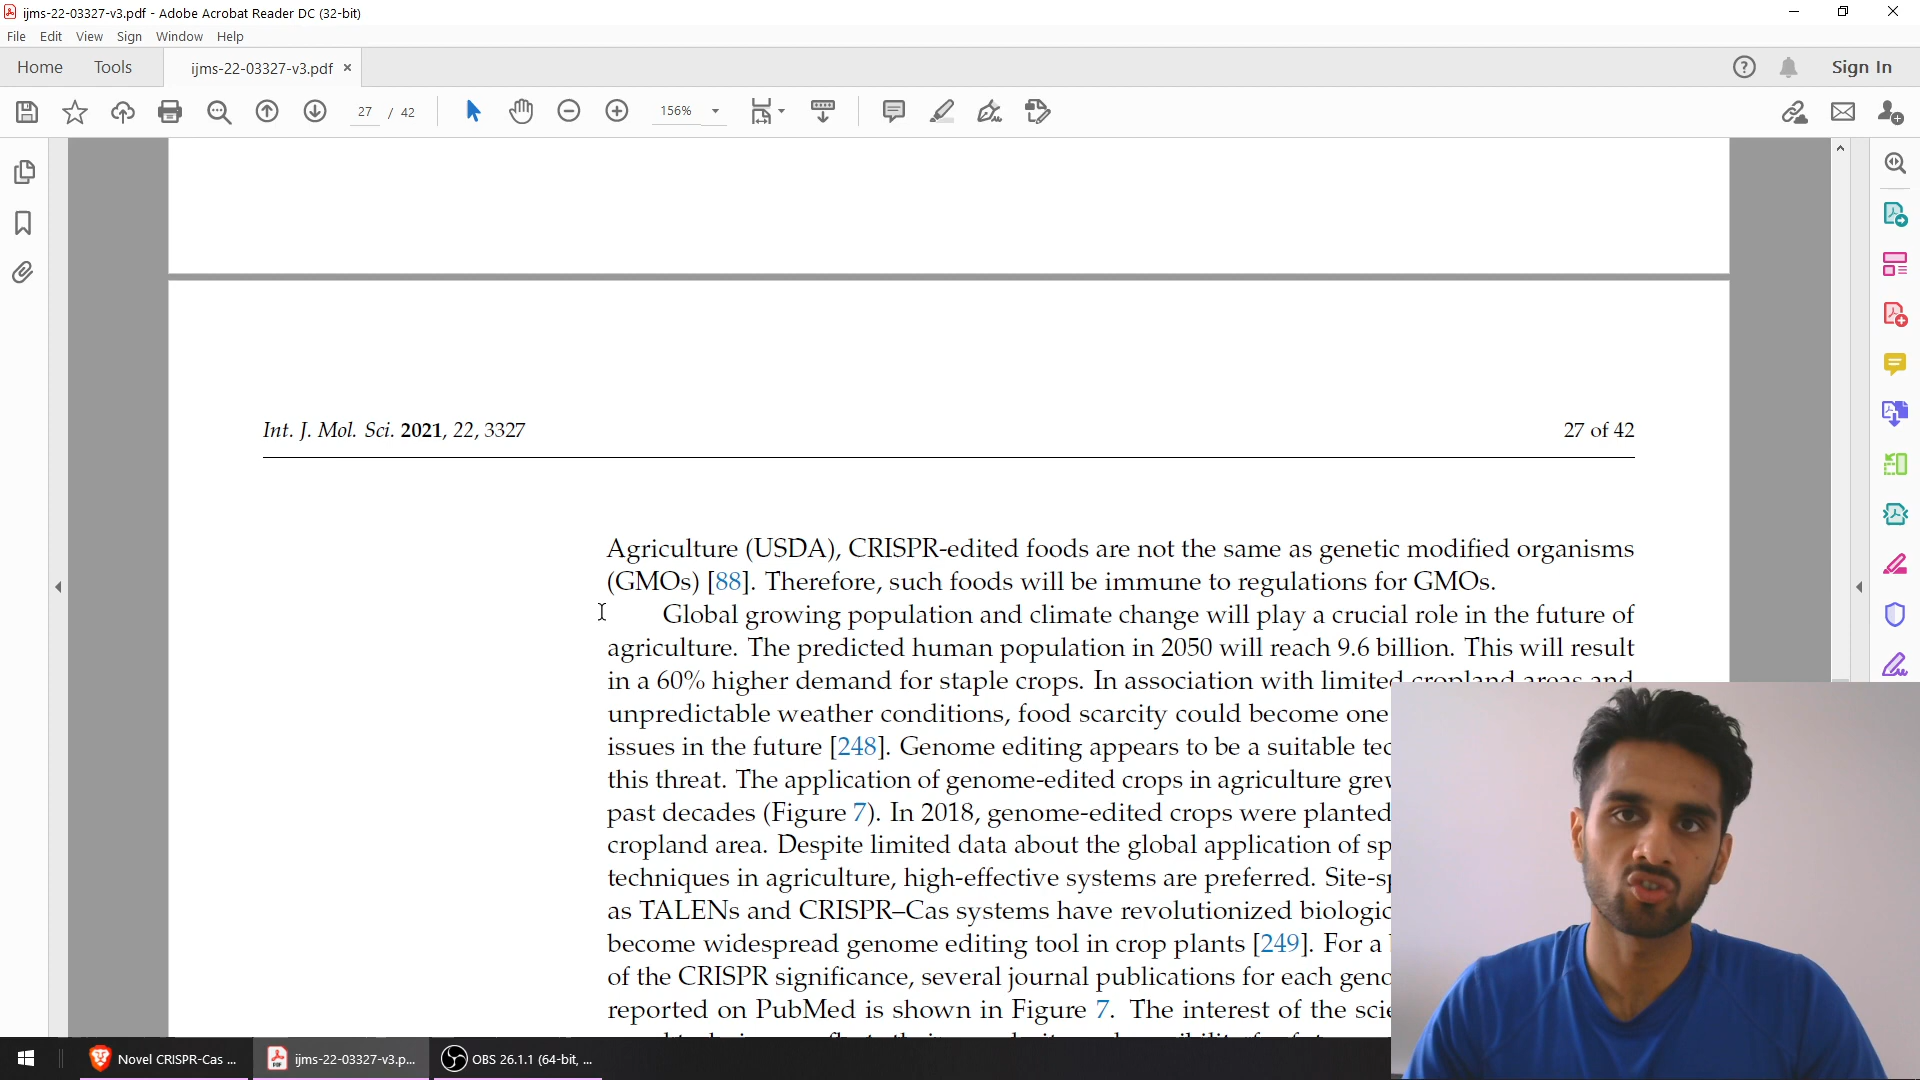 ijms-22-03327-v3.pdf - Adobe Acrobat Reader DC (32-bit)
File Edit View Sign Window Help
Home Tools ijms-22-03327-v3.pdf × Sign In
27 / 42 156%
Int. J. Mol. Sci. 2021, 22, 3327 27 of 42
Agriculture (USDA), CRISPR-edited foods are not the same as genetic modified organisms
(GMOs) [88]. Therefore, such foods will be immune to regulations for GMOs.
Global growing population and climate change will play a crucial role in the future of
agriculture. The predicted human population in 2050 will reach 9.6 billion. This will result
in a 60% higher demand for staple crops. In association with limited cropland areas and
unpredictable weather conditions, food scarcity could become one
issues in the future [248]. Genome editing appears to be a suitable
this threat. The application of genome-edited crops in agriculture grew
past decades (Figure 7). In 2018, genome-edited crops were planted
cropland area. Despite limited data about the global application of
techniques in agriculture, high-effective systems are preferred.
as TALENs and CRISPR–Cas systems have revolutionized
become widespread genome editing tool in crop plants [249]. For a
of the CRISPR significance, several journal publications for each
reported on PubMed is shown in Figure 7. The interest of the
Novel CRISPR-Cas ... ijms-22-03327-v3.p... OBS 26.1.1 (64-bit, ...